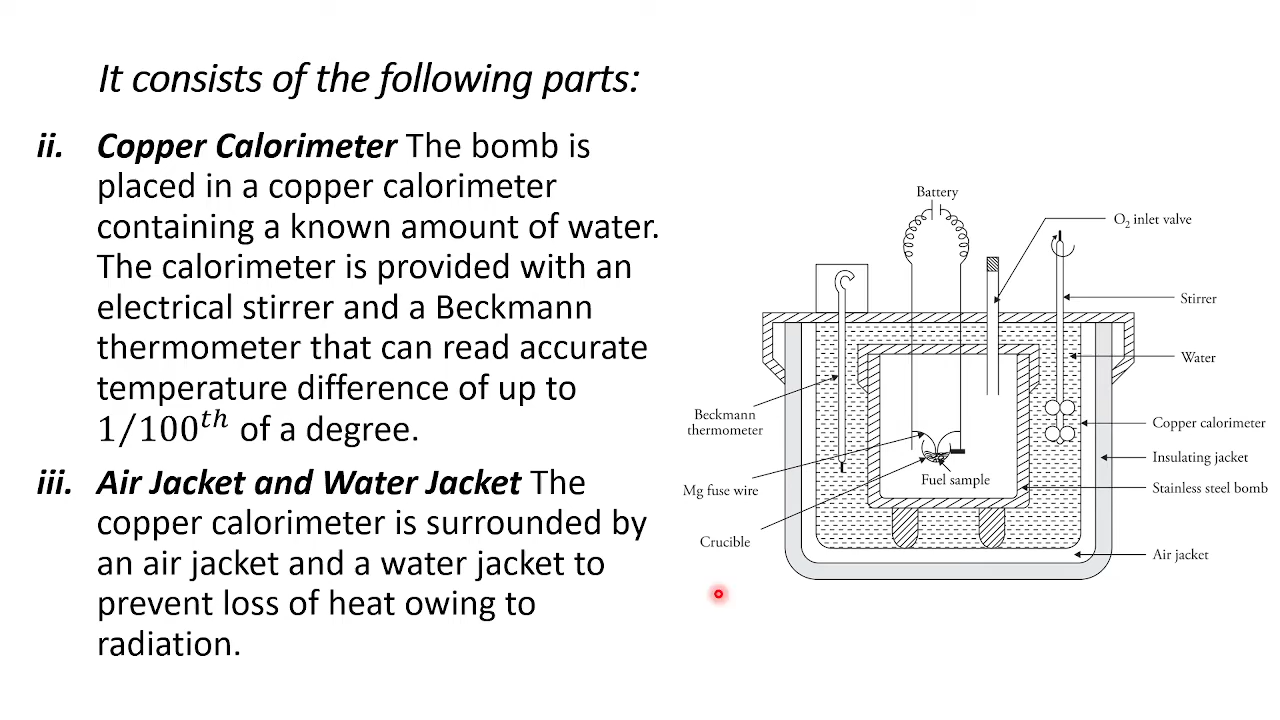 It consists of the following parts:
ii. Copper Calorimeter The bomb is
placed in a copper calorimeter
containing a known amount of water.
The calorimeter is provided with an
electrical stirrer and a Beckmann
thermometer that can read accurate
temperature difference of up to
1/100^{th} of a degree.
iii. Air Jacket and Water Jacket The
copper calorimeter is surrounded by
an air jacket and a water jacket to
prevent loss of heat owing to
radiation.
Battery
O₂ inlet valve
Stirrer
Water
Beckmann
thermometer
Copper calorimeter
Insulating jacket
Mg fuse wire
Fuel sample
Stainless steel bomb
Crucible
Air jacket